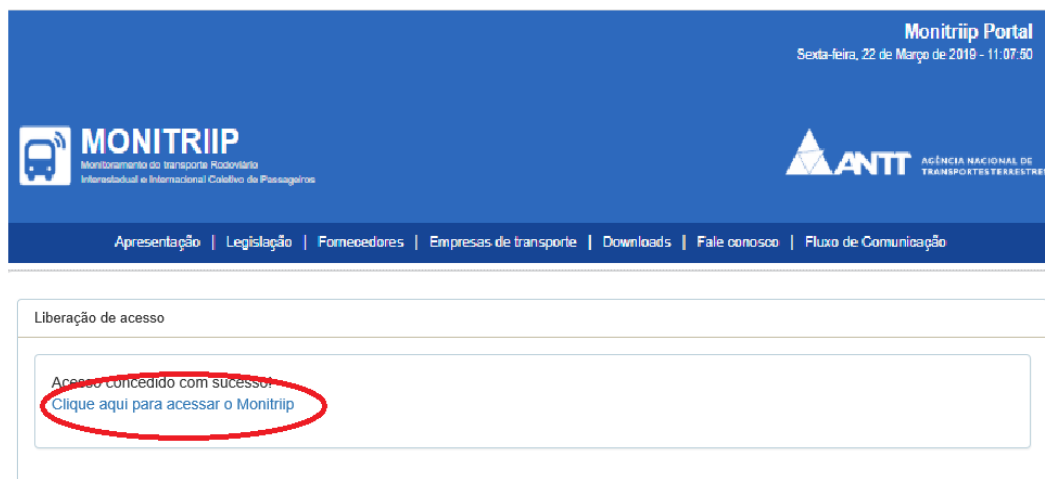 Monitriip Portal
Sexta-feira, 22 de Março de 2019 - 11:07:50
MONITRIIP
Monitoramento do transporte Rodoviário
Interestadual e Internacional Coletivo de Passageiros
ANTT
AGÊNCIA NACIONAL DE
TRANSPORTES TERRESTRES
Apresentação | Legislação | Fornecedores | Empresas de transporte | Downloads | Fale conosco | Fluxo de Comunicação
Liberação de acesso
Acesso concedido com sucesso!
Clique aqui para acessar o Monitriip